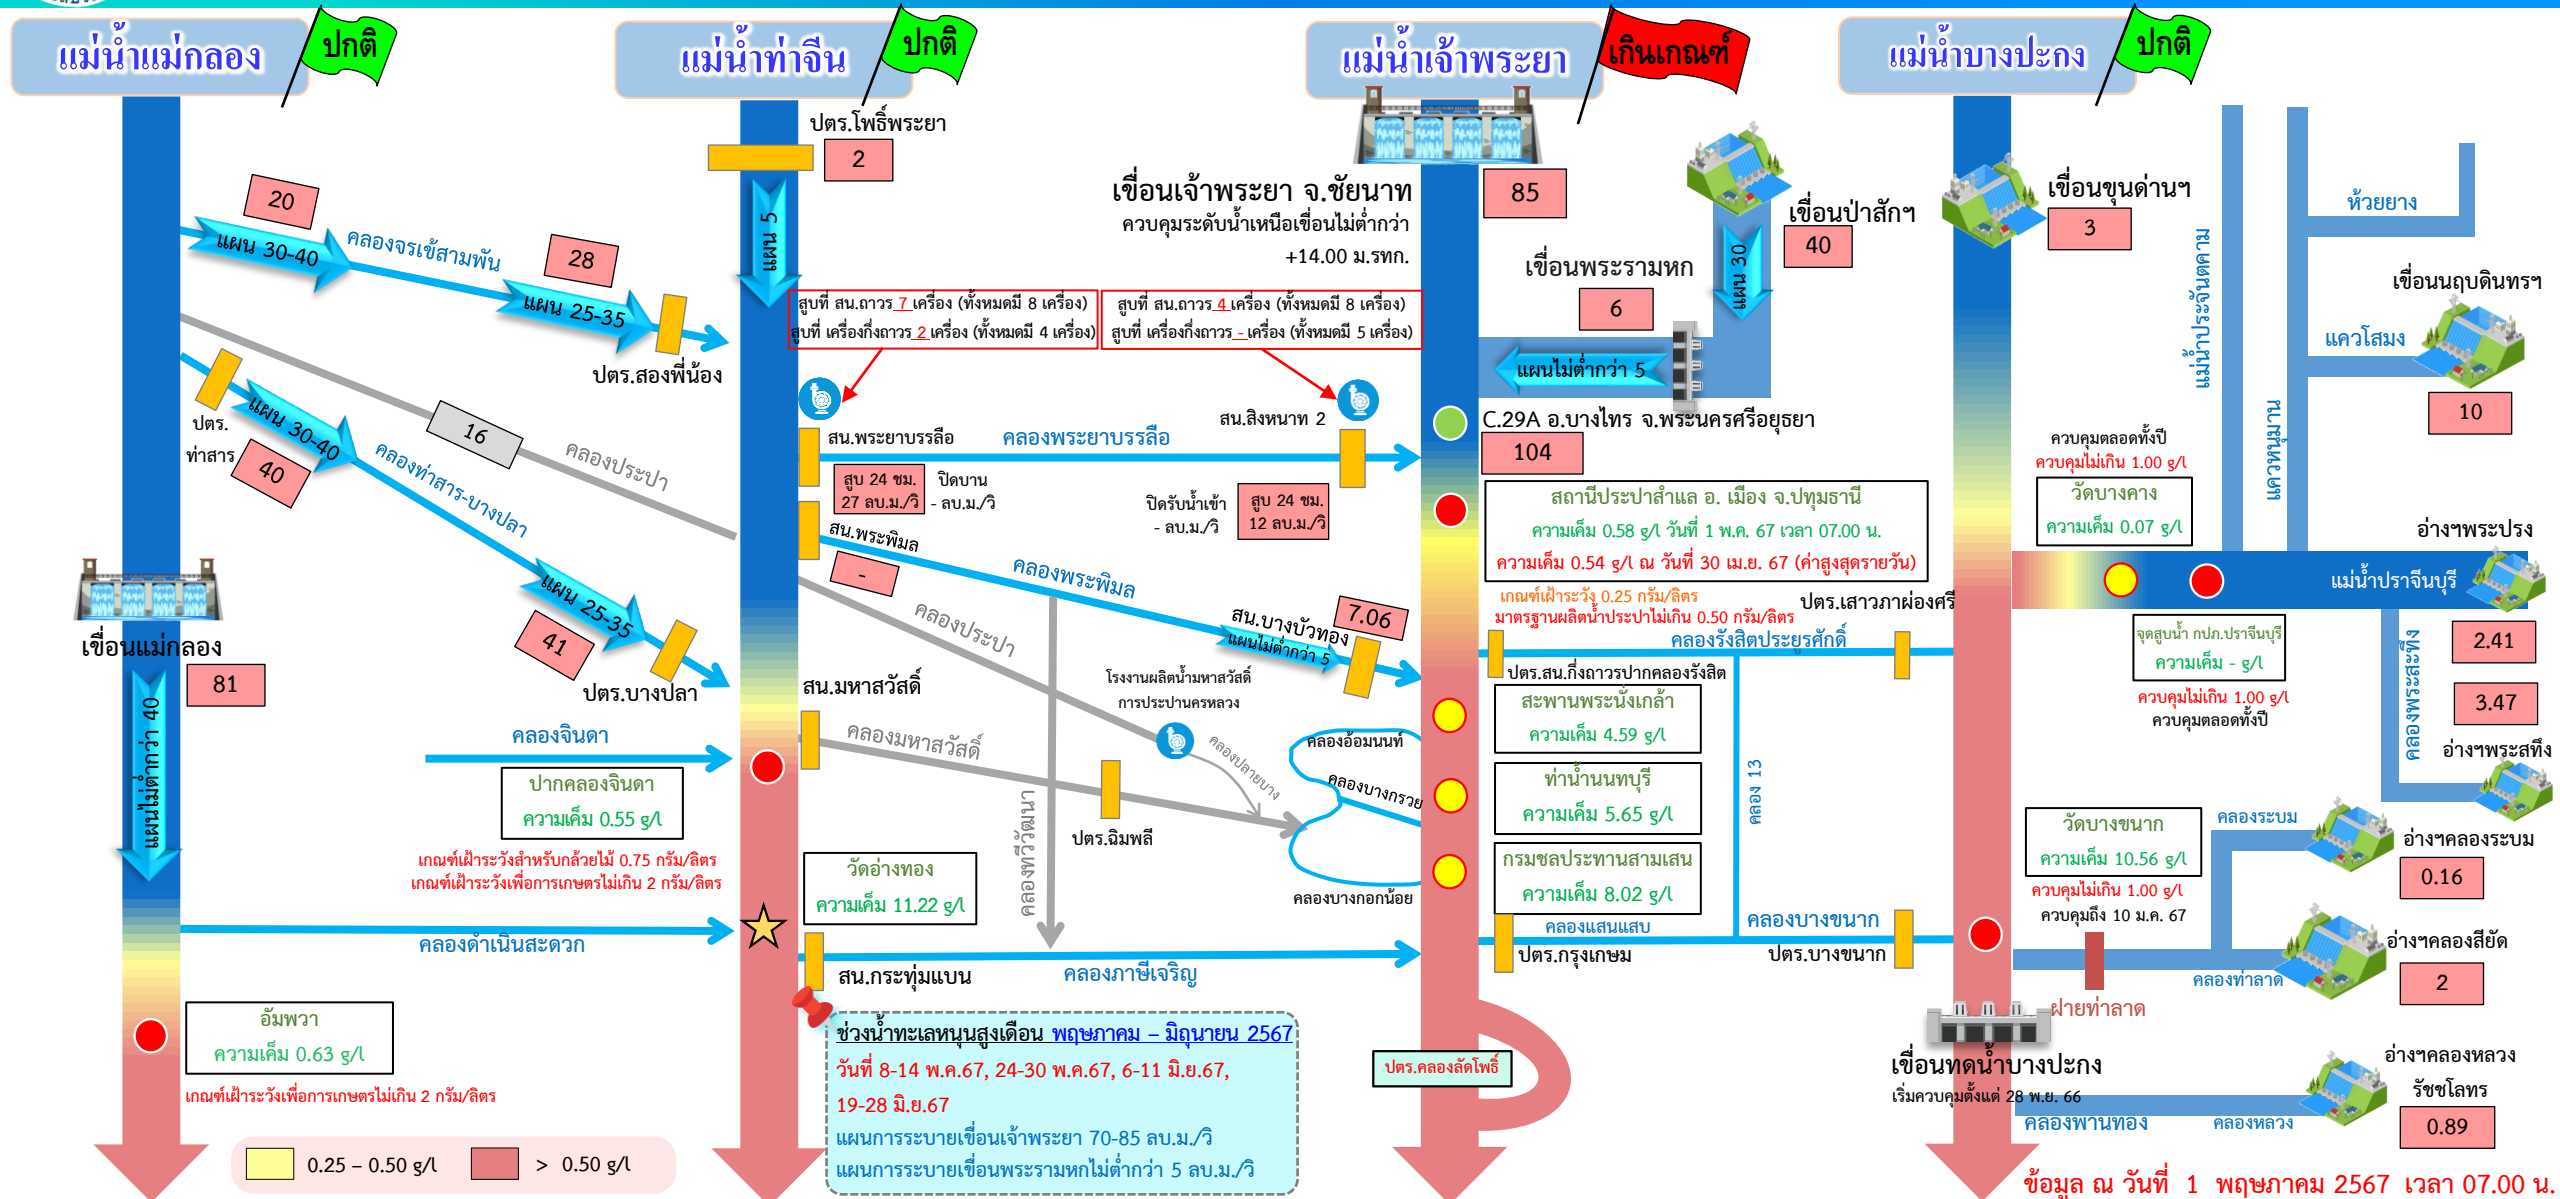 แม่น้ำแม่กลอง
ปกติ
แม่น้ำท่าจีน
ปกติ
แม่น้ำเจ้าพระยา
เกินเกณฑ์
แม่น้ำบางปะกง
ปกติ
20
แผน 30-40
คลองจรเข้สามพัน
28
แผน 25-35
ปตร.สองพี่น้อง
ปตร.
ท่าสาร
แผน 30-40
40
คลองท่าสาร-บางปลา
16
คลองประปา
แผน 25-35
41
ปตร.บางปลา
เขื่อนแม่กลอง
81
แผนไม่ต่ำกว่า 40
คลองจินดา
ปากคลองจินดา
ความเค็ม 0.55 g/l
เกณฑ์เฝ้าระวังสำหรับกล้วยไม้ 0.75 กรัม/ลิตร
เกณฑ์เฝ้าระวังเพื่อการเกษตรไม่เกิน 2 กรัม/ลิตร
คลองดำเนินสะดวก
อัมพวา
ความเค็ม 0.63 g/l
เกณฑ์เฝ้าระวังเพื่อการเกษตรไม่เกิน 2 กรัม/ลิตร
0.25 – 0.50 g/l
> 0.50 g/l
ปตร.โพธิ์พระยา
2
แผน 5
สูบที่ สน.ถาวร 7 เครื่อง (ทั้งหมดมี 8 เครื่อง)
สูบที่ เครื่องกึ่งถาวร 2 เครื่อง (ทั้งหมดมี 4 เครื่อง)
สูบที่ สน.ถาวร 4 เครื่อง (ทั้งหมดมี 8 เครื่อง)
สูบที่ เครื่องกึ่งถาวร - เครื่อง (ทั้งหมดมี 5 เครื่อง)
สน.พระยาบรรลือ
คลองพระยาบรรลือ
สน.สิงหนาท 2
สูบ 24 ชม.
27 ลบ.ม./วิ
ปิดบาน
- ลบ.ม./วิ
ปิดรับน้ำเข้า
- ลบ.ม./วิ
สูบ 24 ชม.
12 ลบ.ม./วิ
สน.พระพิมล
-
คลองพระพิมล
คลองประปา
สน.บางบัวทอง
แผนไม่ต่ำกว่า 5
7.06
สน.มหาสวัสดิ์
คลองมหาสวัสดิ์
โรงงานผลิตน้ำมหาสวัสดิ์
การประปานครหลวง
คลองปลายบาง
คลองอ้อมนนท์
คลองบางกรวย
คลองบางกอกน้อย
ปตร.ฉิมพลี
คลองทวีวัฒนา
วัดอ่างทอง
ความเค็ม 11.22 g/l
สน.กระทุ่มแบน
คลองภาษีเจริญ
ช่วงน้ำทะเลหนุนสูงเดือน พฤษภาคม – มิถุนายน 2567
วันที่ 8-14 พ.ค.67, 24-30 พ.ค.67, 6-11 มิ.ย.67,
19-28 มิ.ย.67
แผนการระบายเขื่อนเจ้าพระยา 70-85 ลบ.ม./วิ
แผนการระบายเขื่อนพระรามหกไม่ต่ำกว่า 5 ลบ.ม./วิ
เขื่อนเจ้าพระยา จ.ชัยนาท
ควบคุมระดับน้ำเหนือเขื่อนไม่ต่ำกว่า
+14.00 ม.รทก.
85
เขื่อนป่าสักฯ
40
แผน 30
เขื่อนพระรามหก
6
แผนไม่ต่ำกว่า 5
C.29A อ.บางไทร จ.พระนครศรีอยุธยา
104
สถานีประปาสำแล อ. เมือง จ.ปทุมธานี
ความเค็ม 0.58 g/l วันที่ 1 พ.ค. 67 เวลา 07.00 น.
ความเค็ม 0.54 g/l ณ วันที่ 30 เม.ย. 67 (ค่าสูงสุดรายวัน)
เกณฑ์เฝ้าระวัง 0.25 กรัม/ลิตร
มาตรฐานผลิตน้ำประปาไม่เกิน 0.50 กรัม/ลิตร
ปตร.เสาวภาผ่องศรี
คลองรังสิตประยูรศักดิ์
ปตร.สน.กึ่งถาวรปากคลองรังสิต
สะพานพระนั่งเกล้า
ความเค็ม 4.59 g/l
ท่าน้ำนนทบุรี
ความเค็ม 5.65 g/l
กรมชลประทานสามเสน
ความเค็ม 8.02 g/l
คลอง 13
คลองแสนแสบ
ปตร.กรุงเกษม
คลองบางขนาก
ปตร.บางขนาก
ปตร.คลองลัดโพธิ์
เขื่อนขุนด่านฯ
3
แม่น้ำประจันตคาม
แควหนุมาน
ห้วยยาง
เขื่อนนฤบดินทรฯ
แควโสมง
10
ควบคุมตลอดทั้งปี
ควบคุมไม่เกิน 1.00 g/l
วัดบางคาง
ความเค็ม 0.07 g/l
อ่างฯพระปรง
แม่น้ำปราจีนบุรี
2.41
จุดสูบน้ำ กปภ.ปราจีนบุรี
ความเค็ม - g/l
ควบคุมไม่เกิน 1.00 g/l
ควบคุมตลอดทั้งปี
คลองพระสะทึง
3.47
อ่างฯพระสทึง
วัดบางขนาก
ความเค็ม 10.56 g/l
ควบคุมไม่เกิน 1.00 g/l
ควบคุมถึง 10 ม.ค. 67
คลองระบม
อ่างฯคลองระบม
0.16
อ่างฯคลองสียัด
2
คลองท่าลาด
ฝายท่าลาด
เขื่อนทดน้ำบางปะกง
เริ่มควบคุมตั้งแต่ 28 พ.ย. 66
อ่างฯคลองหลวง
รัชชโลทร
0.89
คลองพานทอง
คลองหลวง
ข้อมูล ณ วันที่ 1 พฤษภาคม 2567 เวลา 07.00 น.